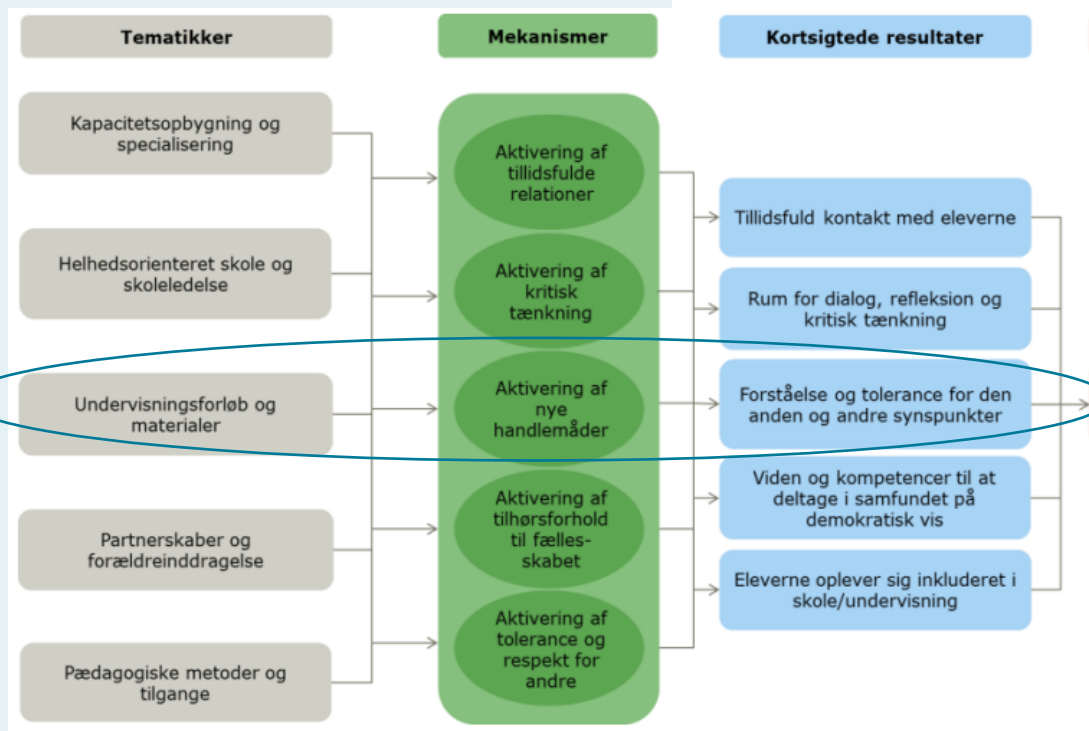 Tematikker
Mekanismer
Kortsigtede resultater
Kapacitetsopbygning og
specialisering
Helhedsorienteret skole og
skoleledelse
Undervisningsforløb og
materialer
Partnerskaber og
forældreinddragelse
Pædagogiske metoder og
tilgange
Aktivering af
tillidsfulde
relationer
Aktivering af
kritisk
tænkning
Aktivering af
nye
handlemåder
Aktivering af
tilhørsforhold
til fælles-
skabet
Aktivering af
tolerance og
respekt for
andre
Tillidsfuld kontakt med eleverne
Rum for dialog, refleksion og
kritisk tænkning
Forståelse og tolerance for den
anden og andre synspunkter
Viden og kompetencer til at
deltage i samfundet på
demokratisk vis
Eleverne oplever sig inkluderet i
skole/undervisning